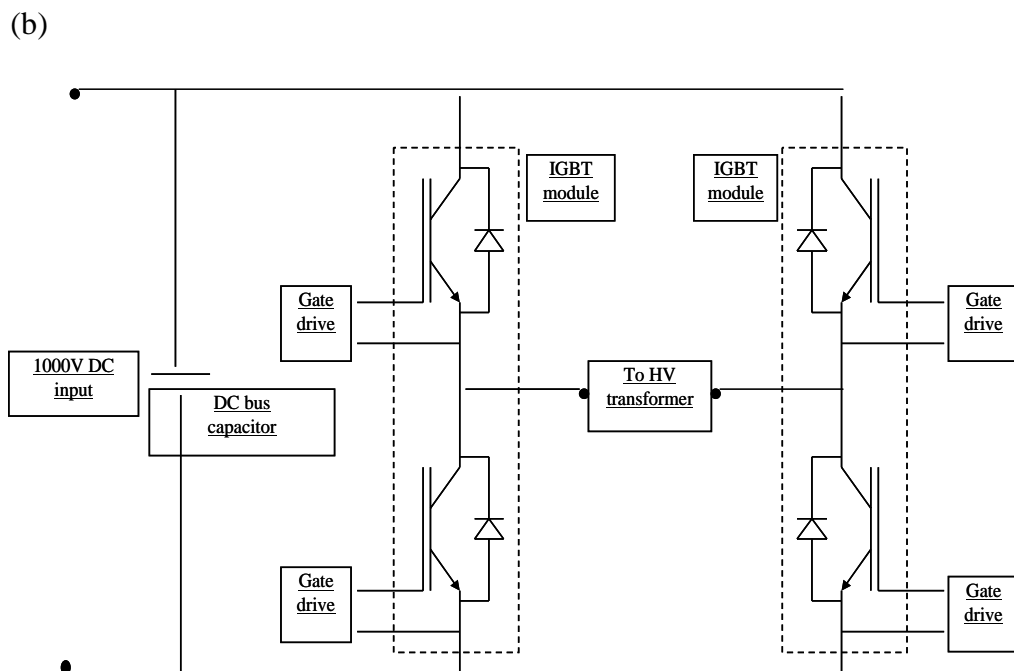 (b)
IGBT
module
IGBT
module
Gate
drive
Gate
drive
1000V DC
input
To HV
transformer
DC bus
capacitor
Gate
drive
Gate
drive